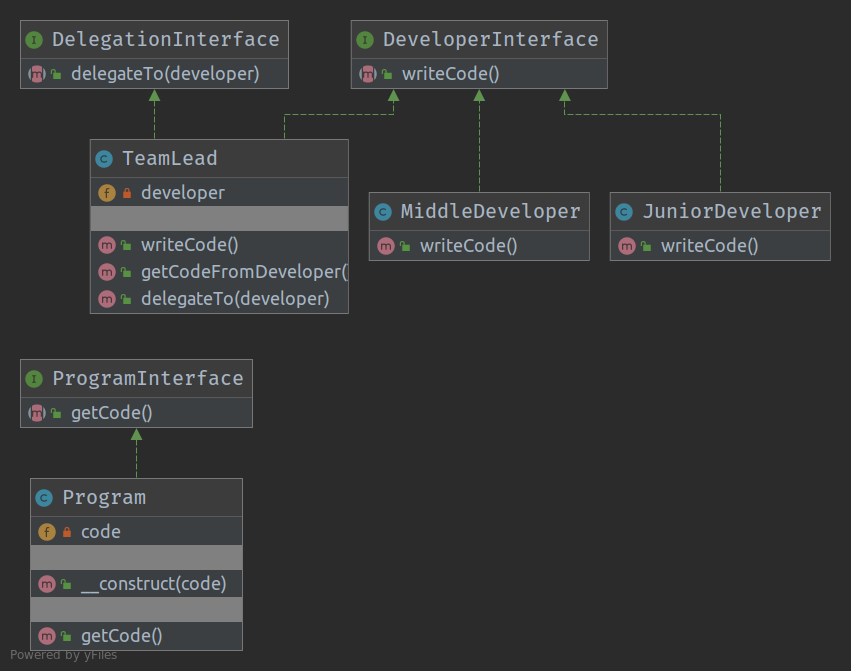 DelegationInterface
delegateTo(developer)
DeveloperInterface
writeCode()
TeamLead
developer
writeCode()
getCodeFromDeveloper(
delegateTo(developer)
MiddleDeveloper
writeCode()
JuniorDeveloper
writeCode()
ProgramInterface
getCode()
Program
code
__construct(code)
getCode()
Powered by yFiles